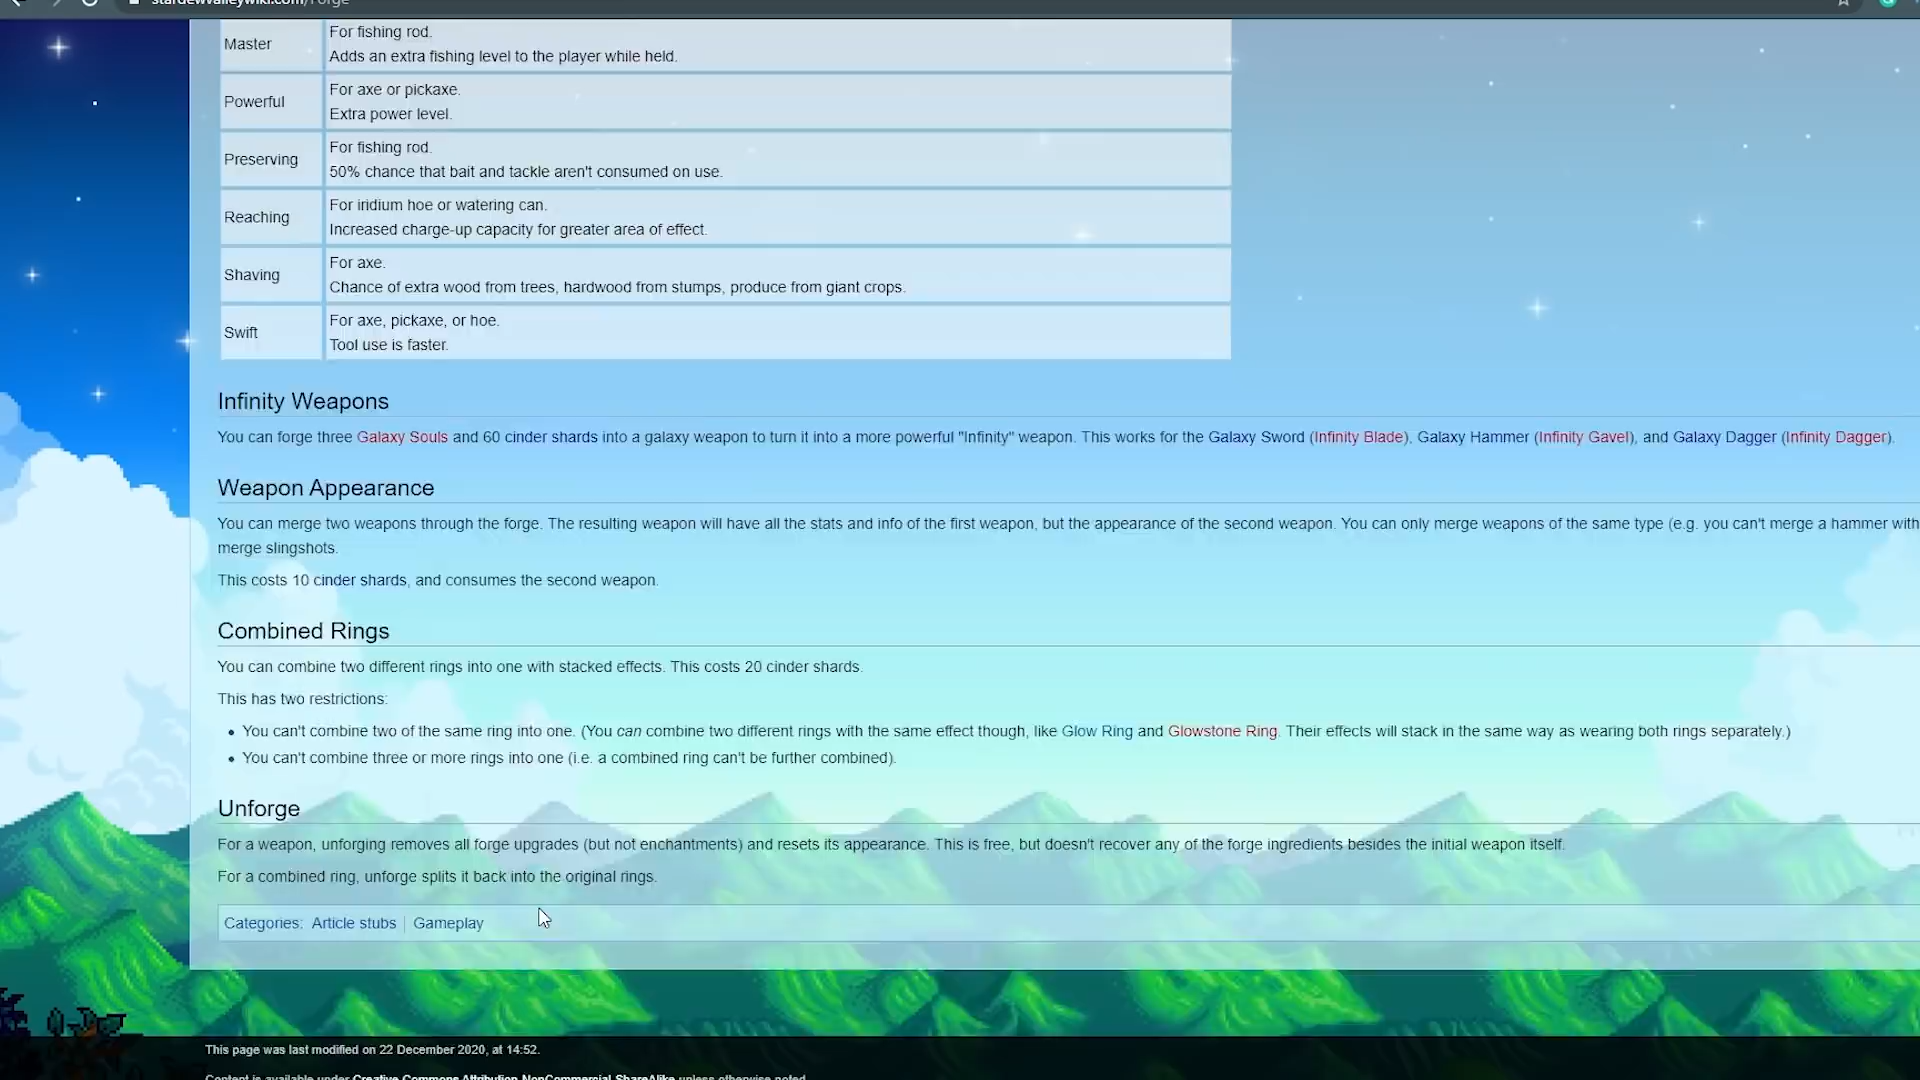 stardewvalleywiki.com/Forge
Master
For fishing rod.
Adds an extra fishing level to the player while held.
Powerful
For axe or pickaxe.
Extra power level.
Preserving
For fishing rod.
50% chance that bait and tackle aren't consumed on use.
Reaching
For iridium hoe or watering can.
Increased charge-up capacity for greater area of effect.
Shaving
For axe.
Chance of extra wood from trees, hardwood from stumps, produce from giant crops.
Swift
For axe, pickaxe, or hoe.
Tool use is faster.
Infinity Weapons
You can forge three Galaxy Souls and 60 cinder shards into a galaxy weapon to turn it into a more powerful "Infinity" weapon. This works for the Galaxy Sword (Infinity Blade), Galaxy Hammer (Infinity Gavel), and Galaxy Dagger (Infinity Dagger).
Weapon Appearance
You can merge two weapons through the forge. The resulting weapon will have all the stats and info of the first weapon, but the appearance of the second weapon. You can only merge weapons of the same type (e.g. you can't merge a hammer with
merge slingshots.
This costs 10 cinder shards, and consumes the second weapon.
Combined Rings
You can combine two different rings into one with stacked effects. This costs 20 cinder shards.
This has two restrictions:
• You can't combine two of the same ring into one. (You can combine two different rings with the same effect though, like Glow Ring and Glowstone Ring. Their effects will stack in the same way as wearing both rings separately.)
• You can't combine three or more rings into one (i.e. a combined ring can't be further combined).
Unforge
For a weapon, unforging removes all forge upgrades (but not enchantments) and resets its appearance. This is free, but doesn't recover any of the forge ingredients besides the initial weapon itself.
For a combined ring, unforge splits it back into the original rings.
Categories: Article stubs | Gameplay
This page was last modified on 22 December 2020, at 14:52.
Content is available under Creative Commons Attribution-NonCommercial-ShareAlike unless otherwise noted.